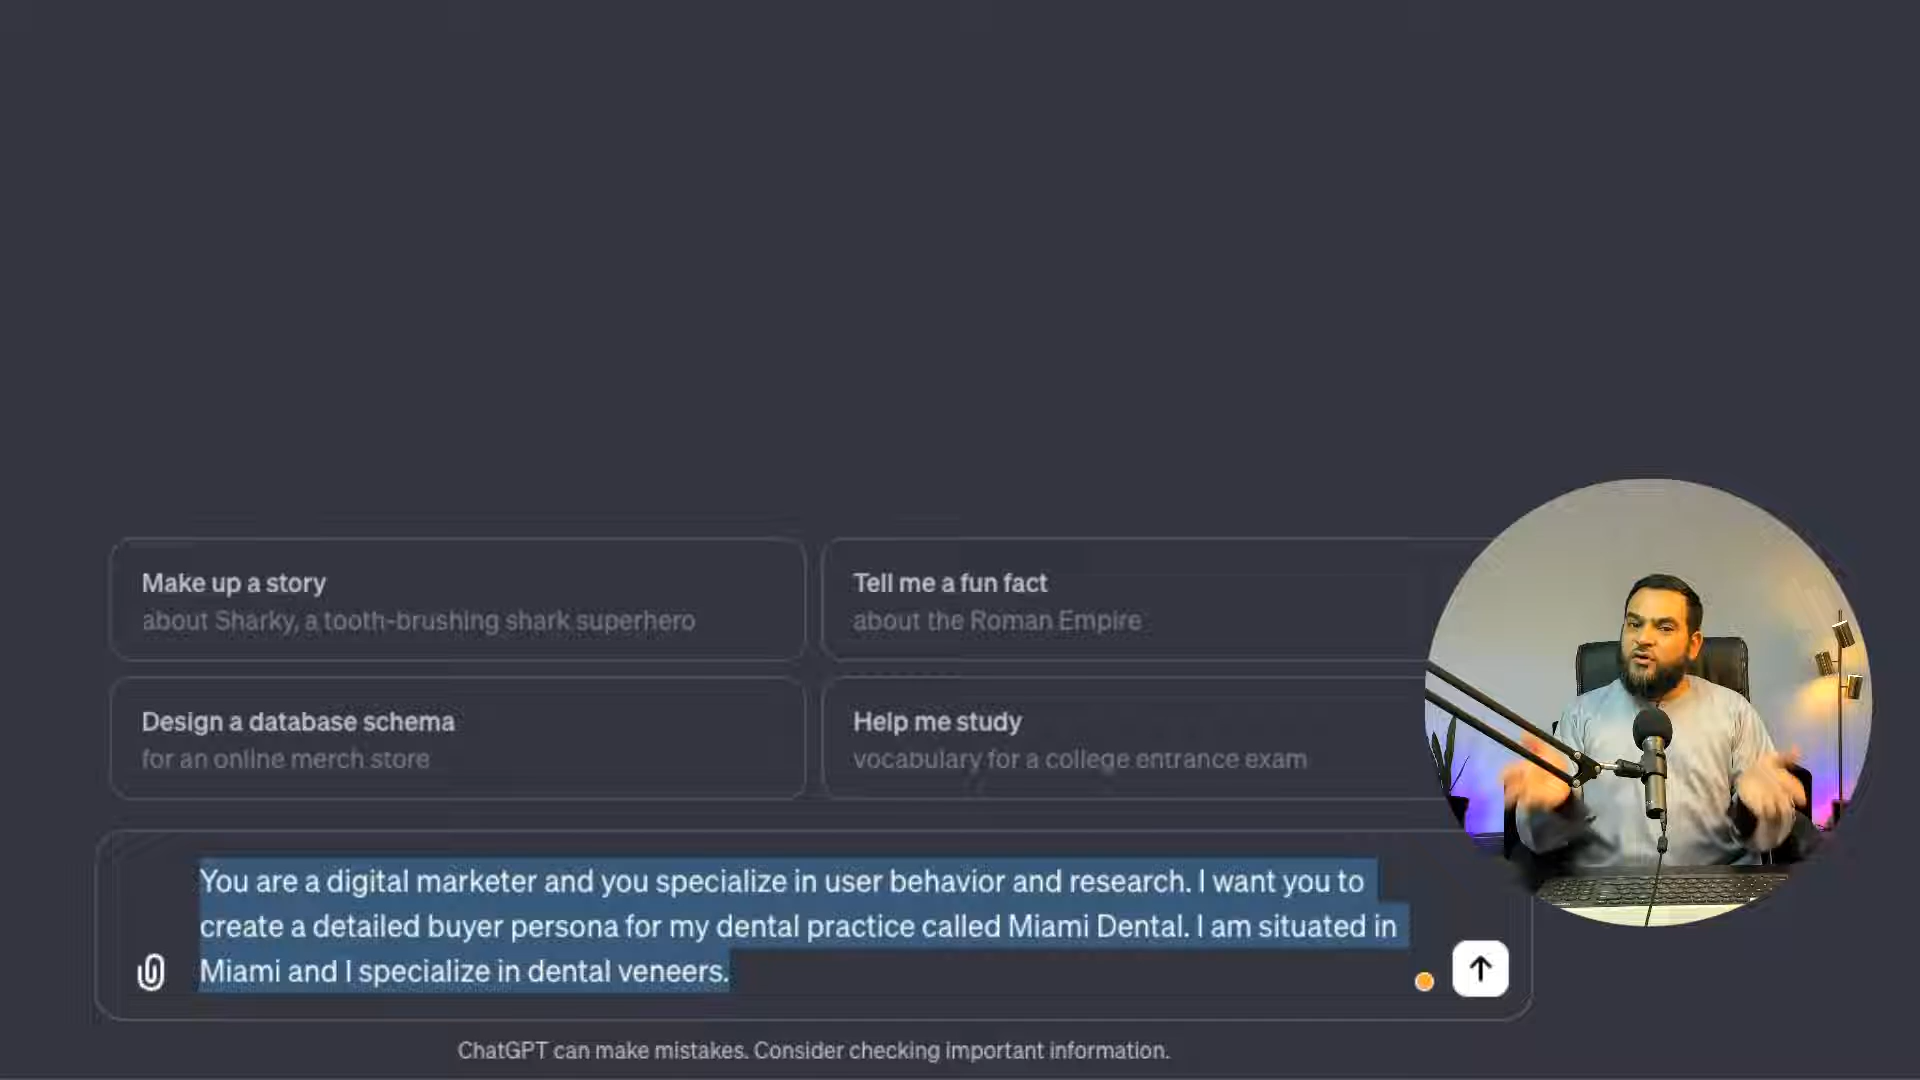 Make up a story
about Sharky, a tooth-brushing shark superhero
Tell me a fun fact
about the Roman Empire
Design a database schema
for an online merch store
Help me study
vocabulary for a college entrance exam
You are a digital marketer and you specialize in user behavior and research. I want you to
create a detailed buyer persona for my dental practice called Miami Dental. I am situated in
Miami and I specialize in dental veneers.
ChatGPT can make mistakes. Consider checking important information.